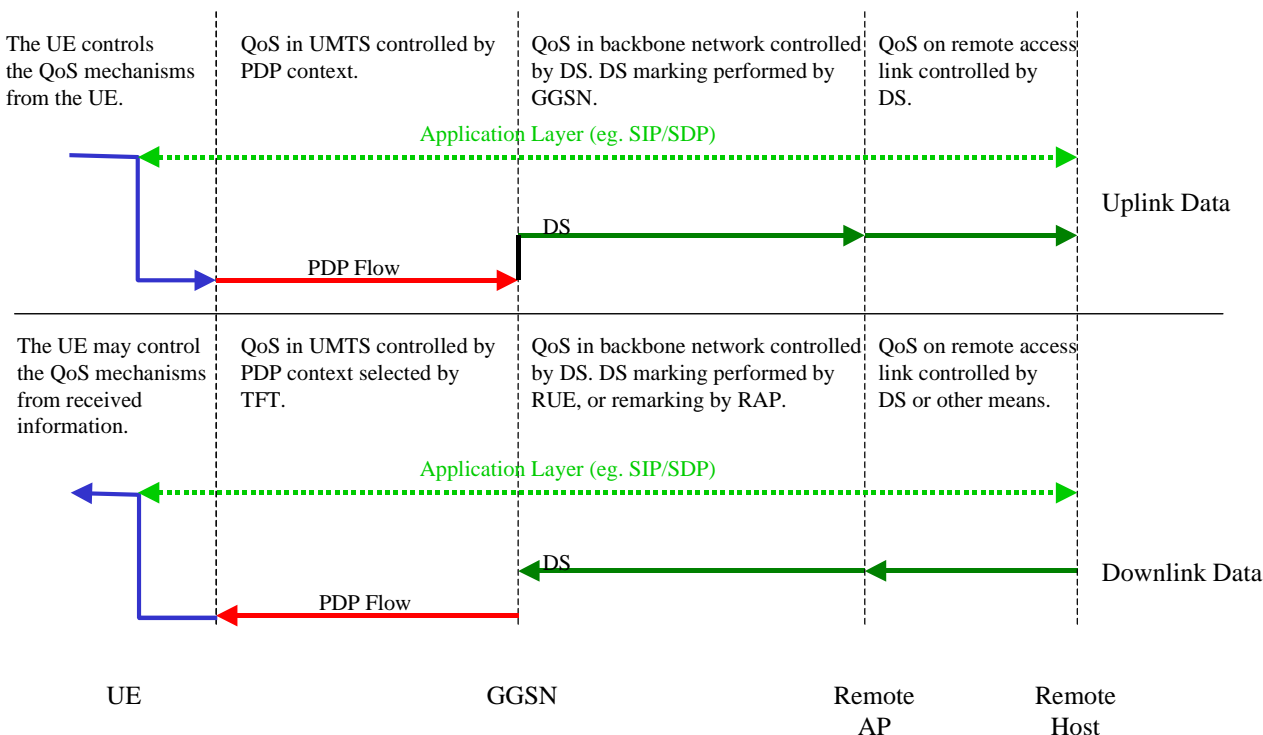 The UE controls
the QoS mechanisms
from the UE.
QoS in UMTS controlled by
PDP context.
QoS in backbone network controlled
by DS. DS marking performed by
GGSN.
QoS on remote access
link controlled by
DS.
Application Layer (eg. SIP/SDP)
Uplink Data
DS
PDP Flow
The UE may control
the QoS mechanisms
from received
information.
QoS in UMTS controlled by
PDP context selected by
TFT.
QoS in backbone network controlled
by DS. DS marking performed by
RUE, or remarking by RAP.
QoS on remote access
link controlled by
DS or other means.
Application Layer (eg. SIP/SDP)
DS
Downlink Data
PDP Flow
UE
GGSN
Remote
AP
Remote
Host